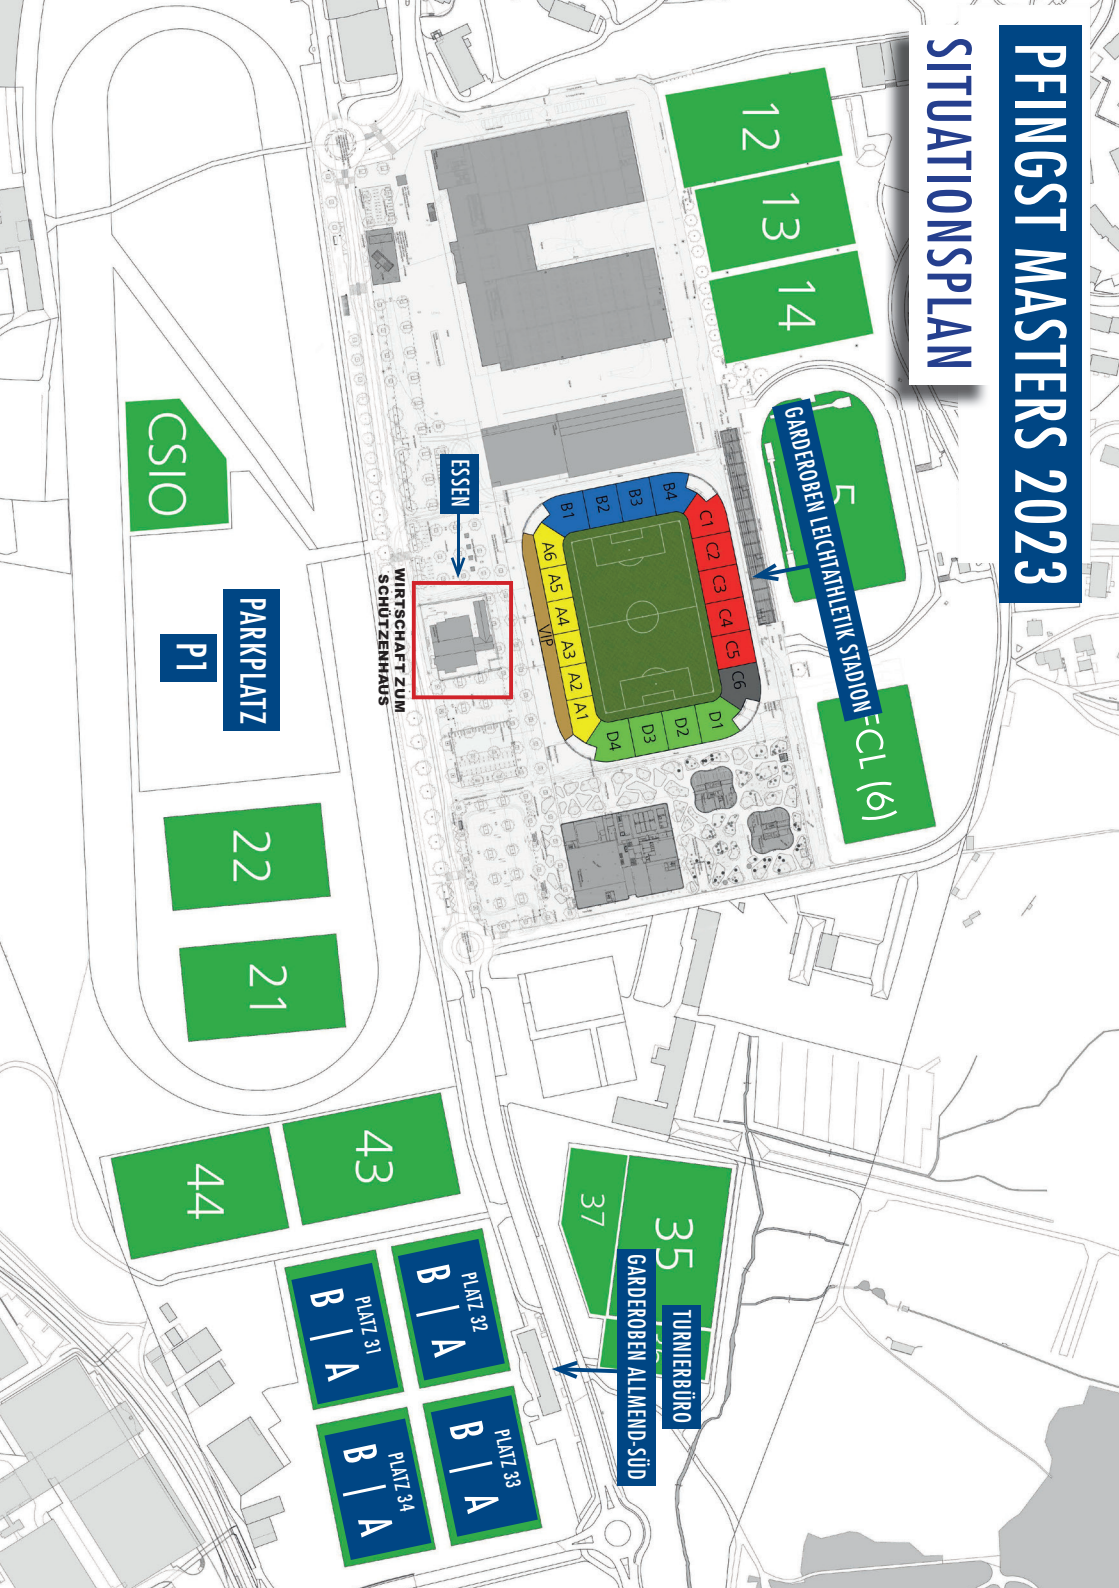 PFINGST MASTERS 2023
SITUATIONSPLAN
12
13
14
5
GARDEROBEN LEICHTATHLETIK STADION
FCL (6)
ESSEN
B1
B2
B3
B4
C1
C2
C3
C4
C5
C6
A6
A5
A4
A3
A2
A1
VIP
D4
D3
D2
D1
WIRTSCHAFT ZUM
SCHÜTZENHAUS
CSIO
PARKPLATZ
P1
22
21
43
44
35
37
TURNIERBÜRO
GARDEROBEN ALLMEND-SÜD
PLATZ 32
B | A
PLATZ 31
B | A
PLATZ 33
B | A
PLATZ 34
B | A